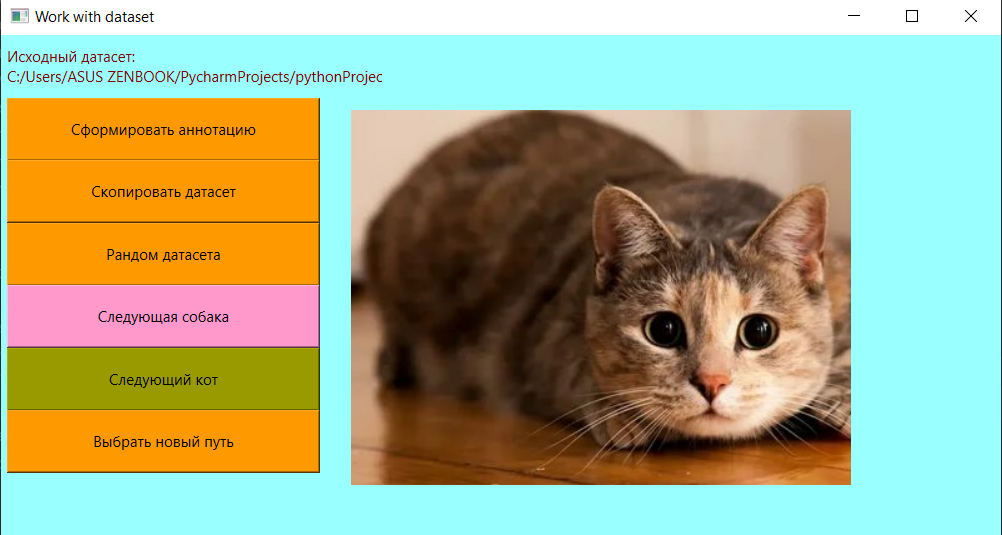 Work with dataset
Исходный датасет:
C:/Users/ASUS ZENBOOK/PycharmProjects/pythonProjec
Сформировать аннотацию
Скопировать датасет
Рандом датасета
Следующая собака
Следующий кот
Выбрать новый путь